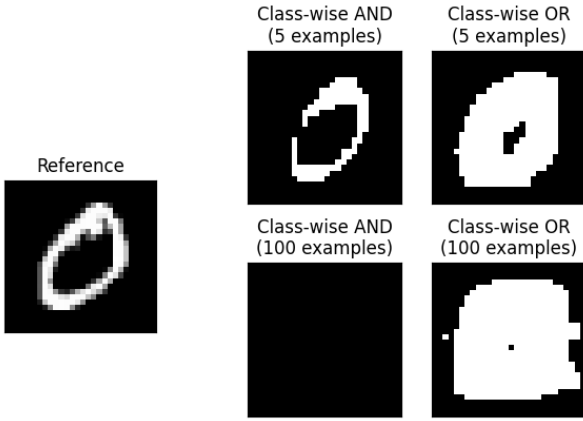 Class-wise AND
(5 examples)
Class-wise OR
(5 examples)
Reference
Class-wise AND
(100 examples)
Class-wise OR
(100 examples)